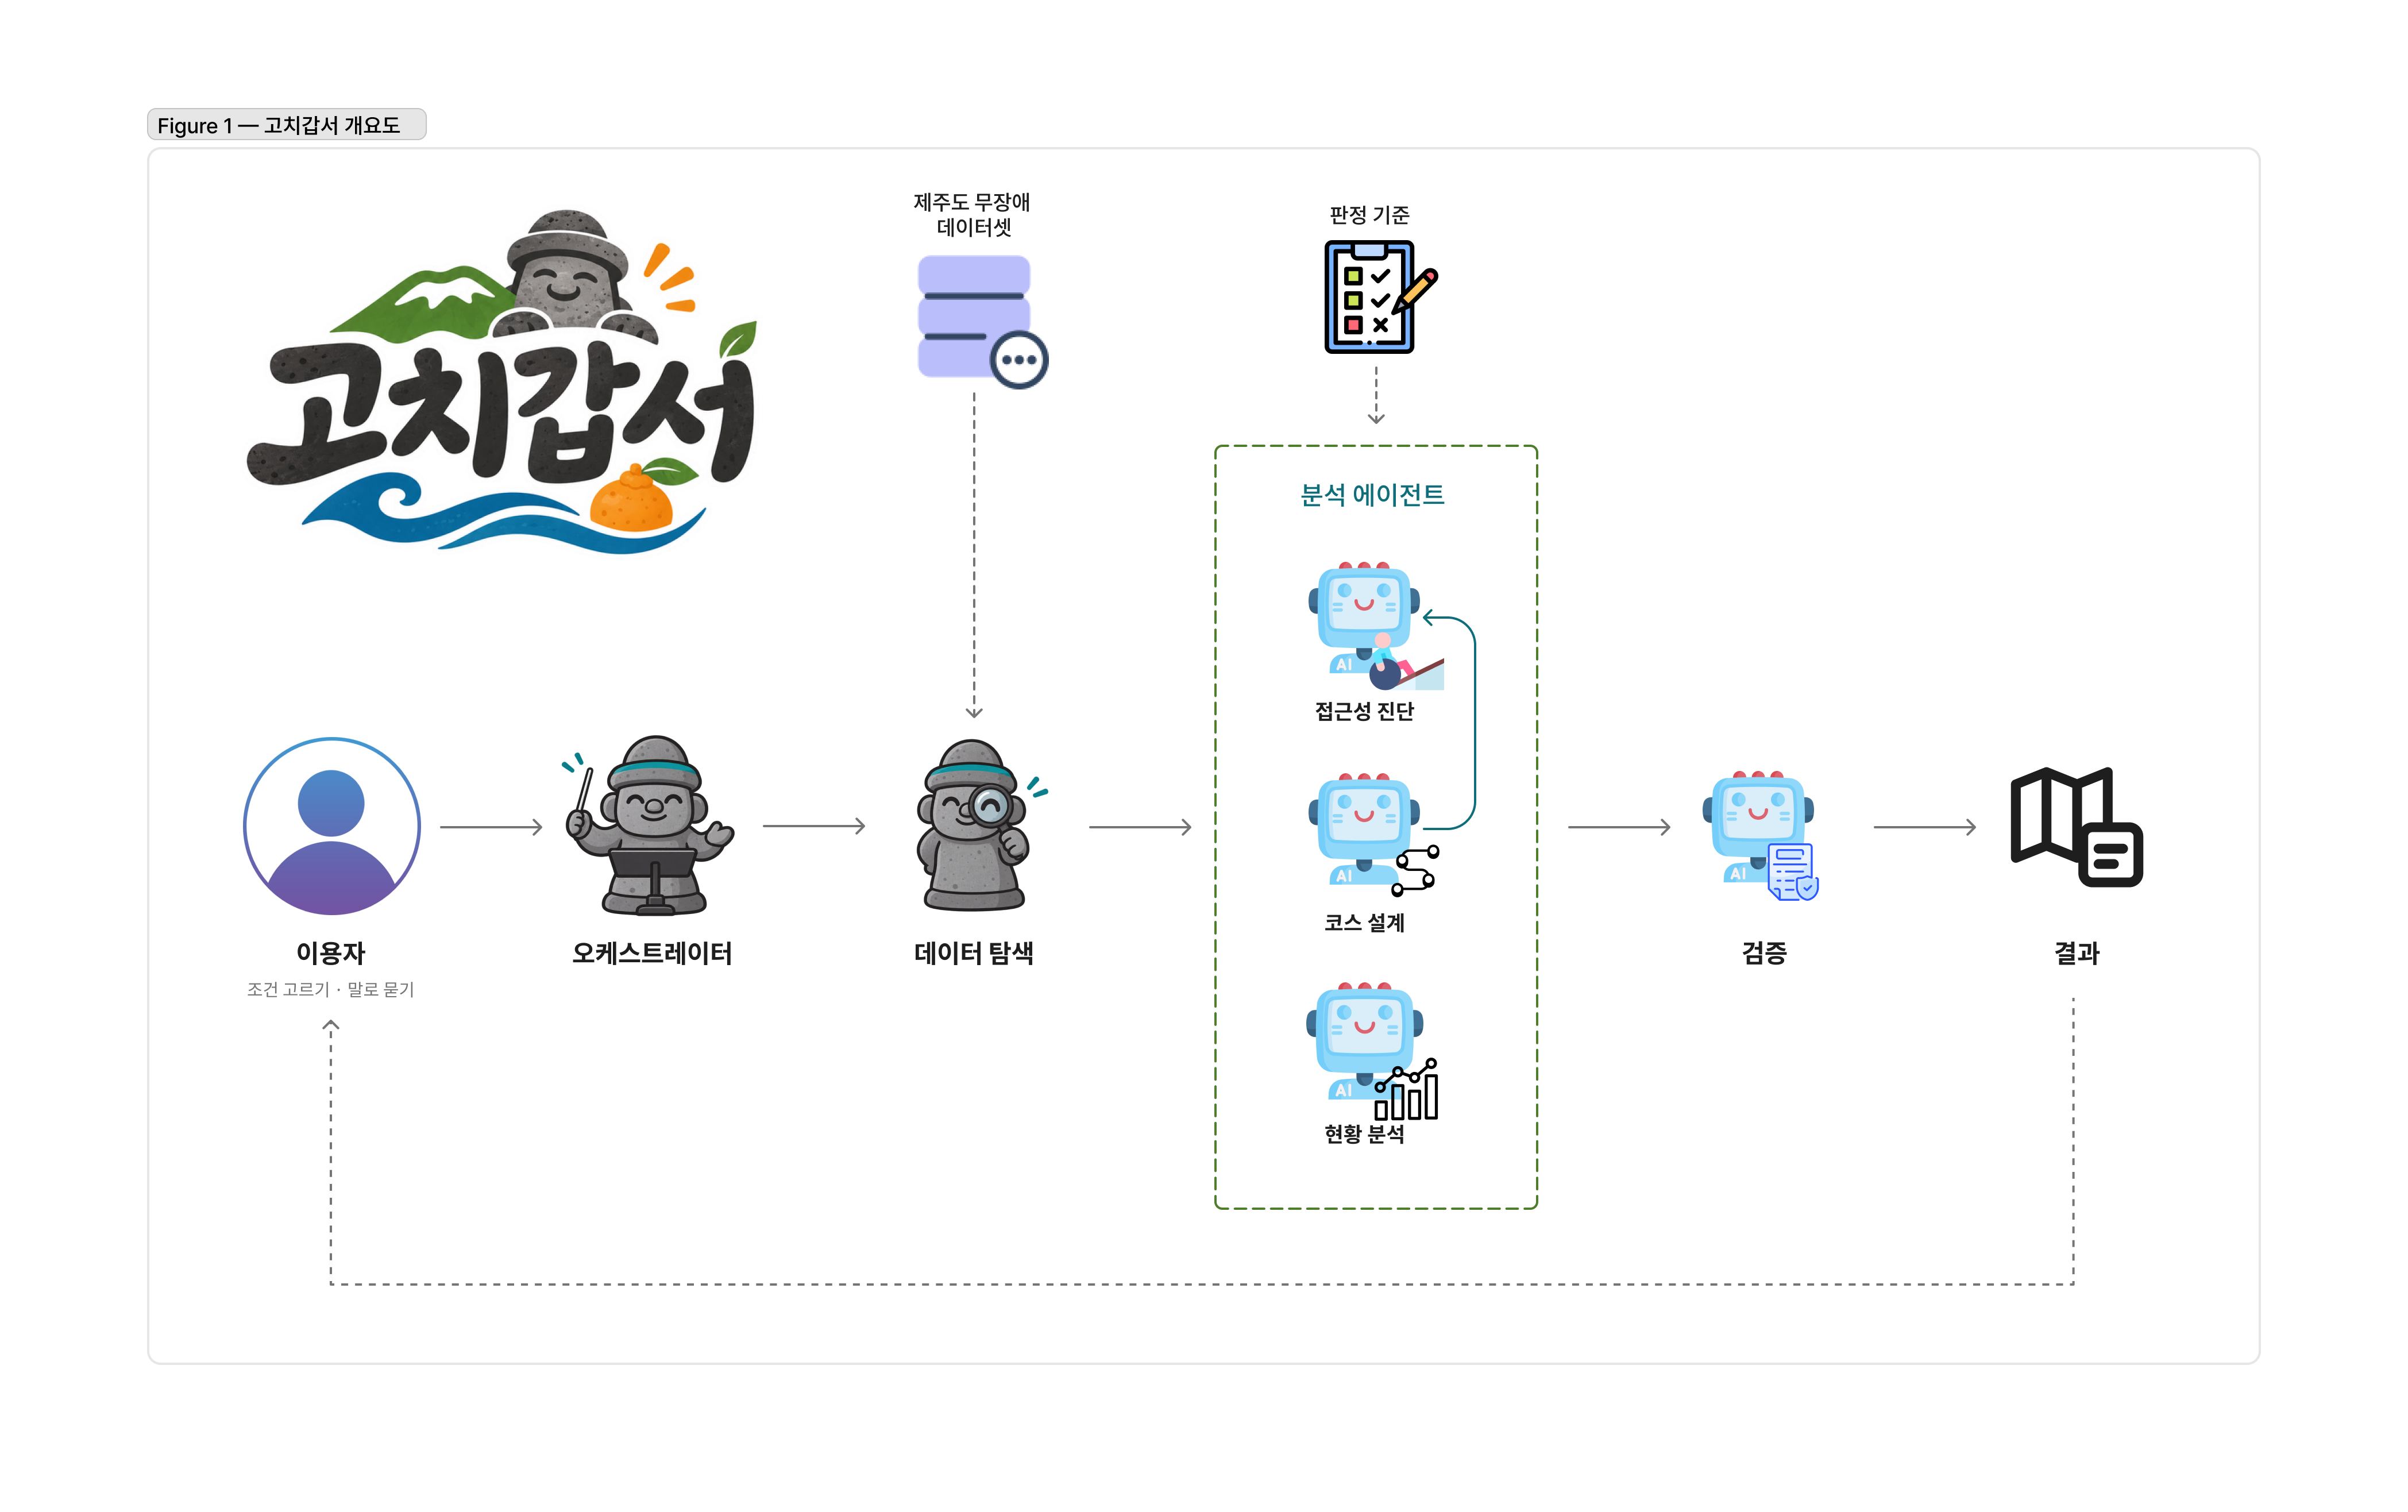 Figure 1 — 고치갑서 개요도
고치갑서
제주도 무장애
데이터셋
판정 기준
분석 에이전트
AI
접근성 진단
AI
코스 설계
AI
현황 분석
이용자
조건 고르기 · 말로 묻기
오케스트레이터
데이터 탐색
AI
검증
결과